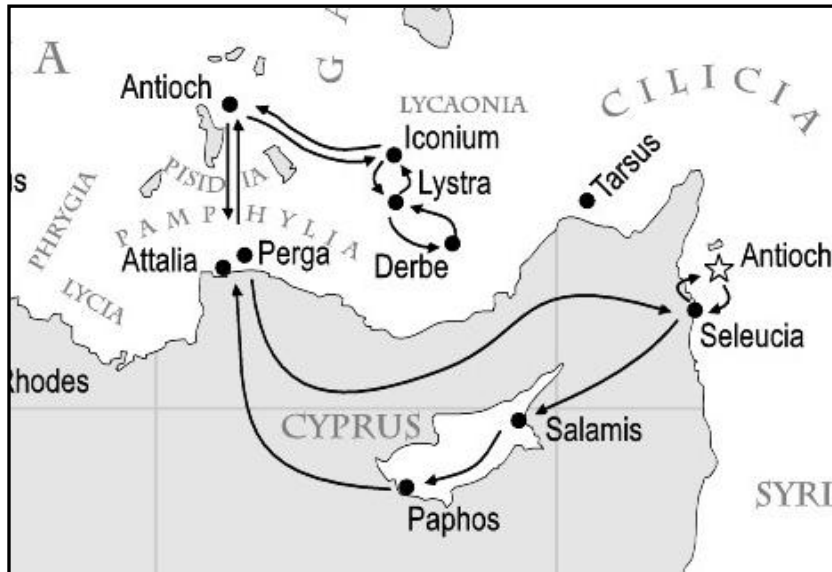 A
G A
CILICIA
Antioch
LYCAONIA
Iconium
Tarsus
PISIDIA
Lystra
PHRYGIA
PAMPHYLIA
Perga
Attalia
Derbe
Antioch
LYCIA
Seleucia
Rhodes
CYPRUS
Salamis
SYRI
Paphos